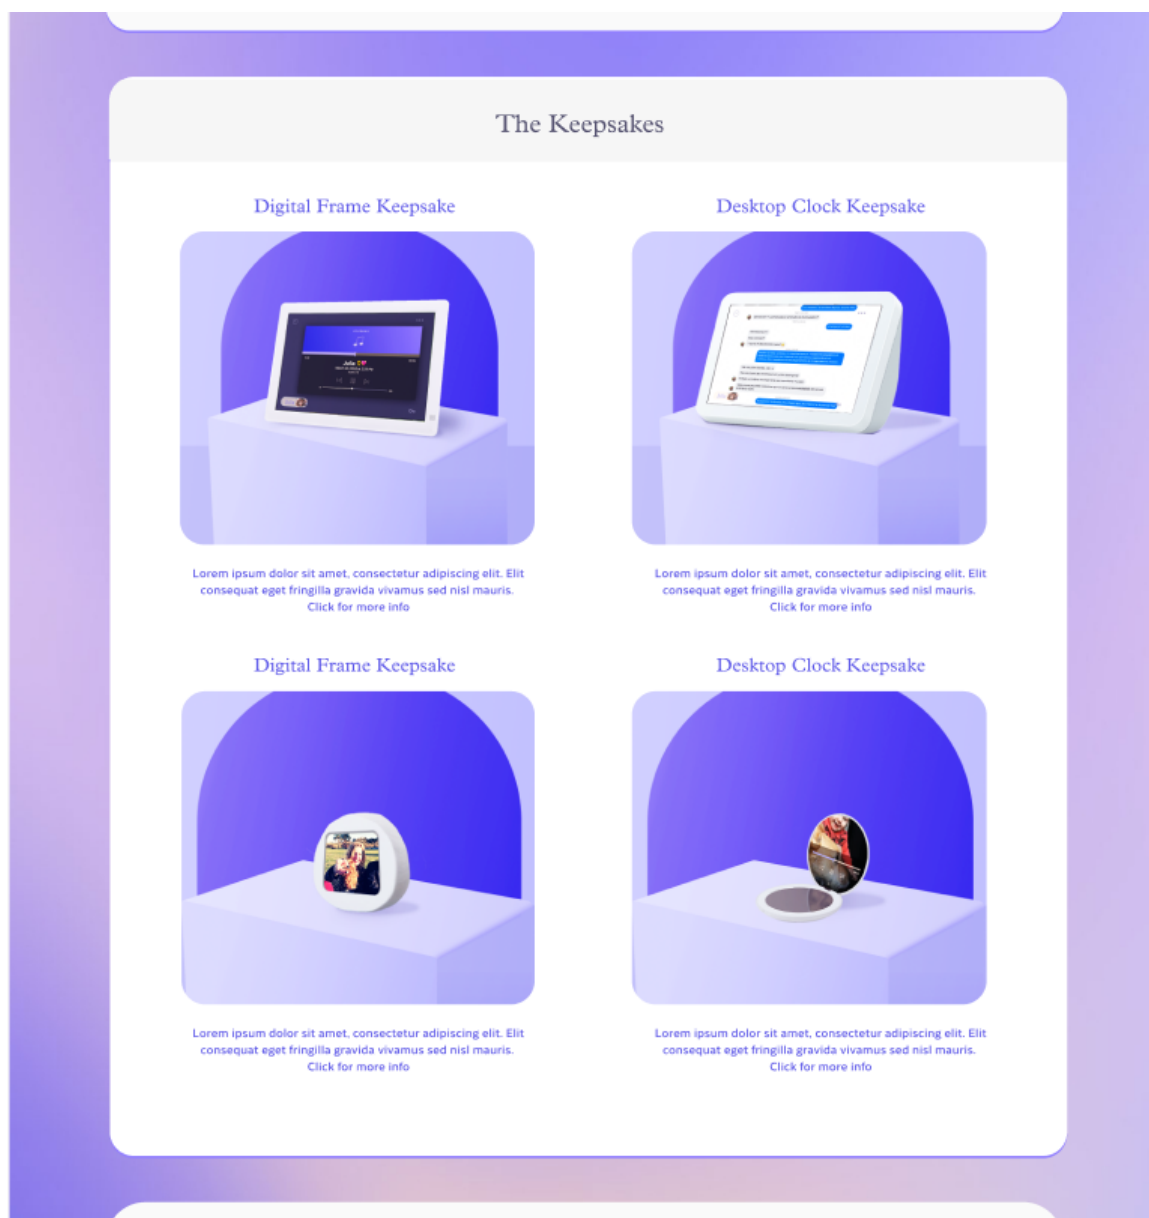 The Keepsakes
Digital Frame Keepsake
Desktop Clock Keepsake
Julie
Lorem ipsum dolor sit amet, consectetur adipiscing elit. Elit
consequat eget fringilla gravida vivamus sed nisl mauris.
Click for more info
Lorem ipsum dolor sit amet, consectetur adipiscing elit. Elit
consequat eget fringilla gravida vivamus sed nisl mauris.
Click for more info
Digital Frame Keepsake
Desktop Clock Keepsake
Lorem ipsum dolor sit amet, consectetur adipiscing elit. Elit
consequat eget fringilla gravida vivamus sed nisl mauris.
Click for more info
Lorem ipsum dolor sit amet, consectetur adipiscing elit. Elit
consequat eget fringilla gravida vivamus sed nisl mauris.
Click for more info